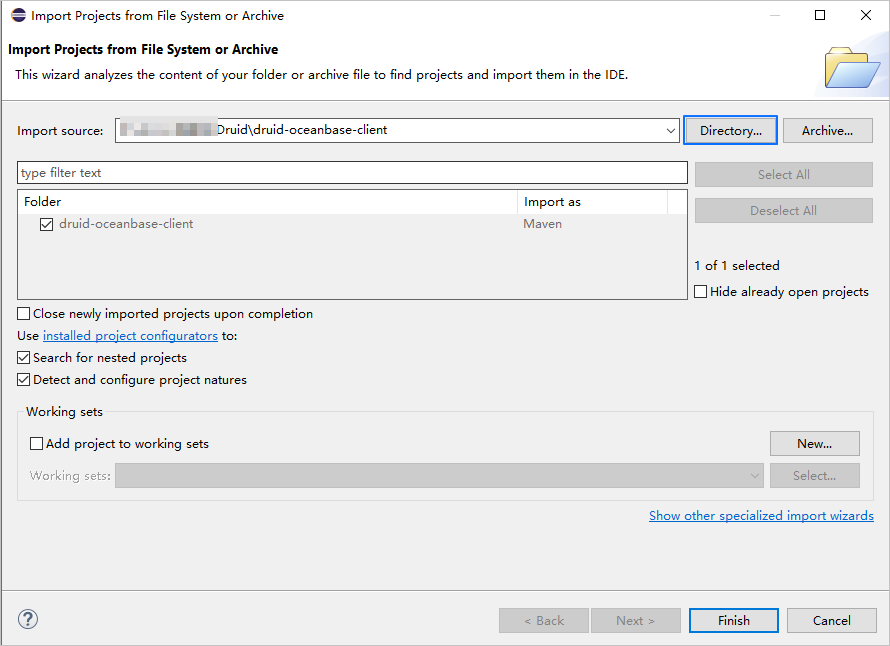 Import Projects from File System or Archive
Import Projects from File System or Archive
This wizard analyzes the content of your folder or archive file to find projects and import them in the IDE.
Import source: Druid\druid-oceanbase-client Directory... Archive...
type filter text Select All
Folder Import as Deselect All
druid-oceanbase-client Maven
1 of 1 selected
Hide already open projects
Close newly imported projects upon completion
Use installed project configurators to:
Search for nested projects
Detect and configure project natures
Working sets
Add project to working sets New...
Working sets: Select...
Show other specialized import wizards
? < Back Next > Finish Cancel